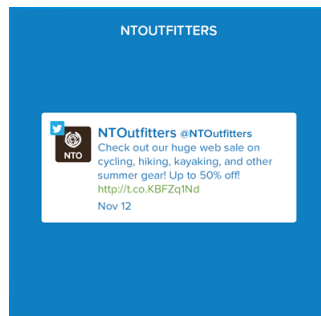 NTOUTFITTERS
NTOutfitters @NTOutfitters
Check out our huge web sale on
cycling, hiking, kayaking, and other
summer gear! Up to 50% off!
http://t.co.KBFZq1Nd
Nov 12
NTO